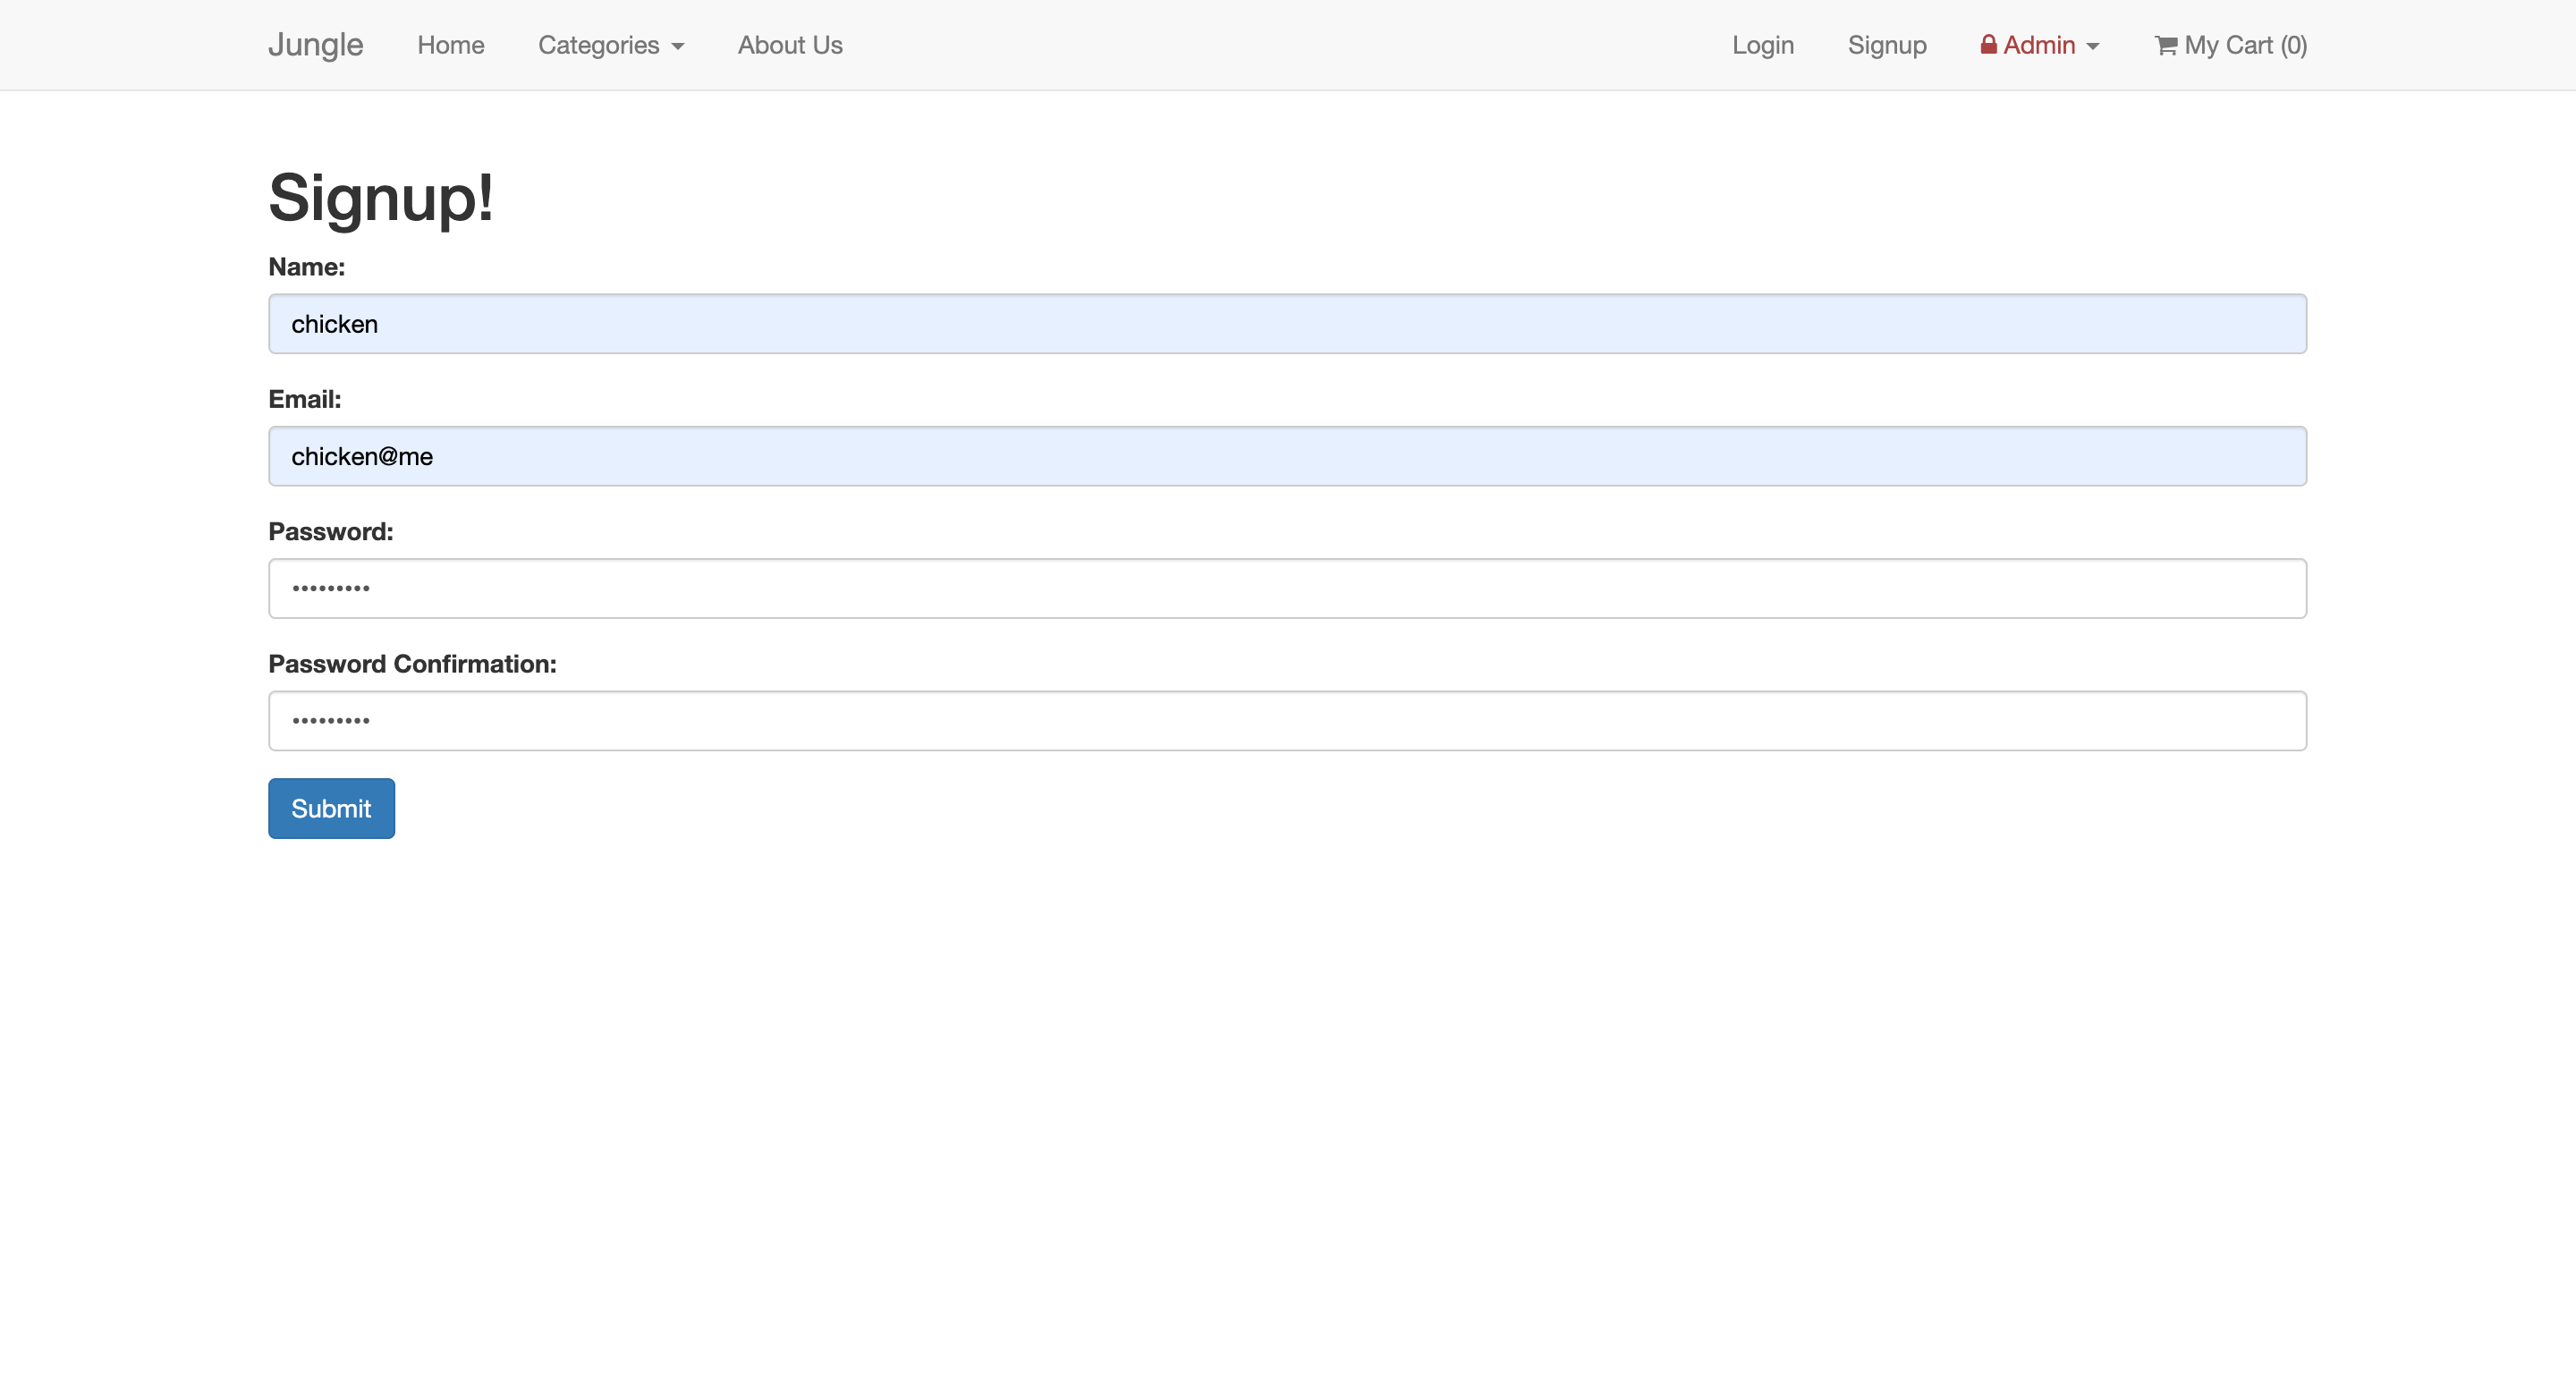 Jungle Home Categories About Us Login Signup Admin My Cart (0)
Signup!
Name:
chicken
Email:
chicken@me
Password:
•••••••••
Password Confirmation:
•••••••••
Submit